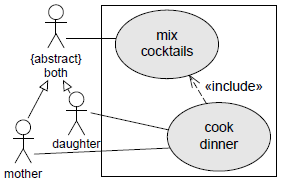 mix
cocktails
{abstract}
both
«include»
cook
dinner
daughter
mother